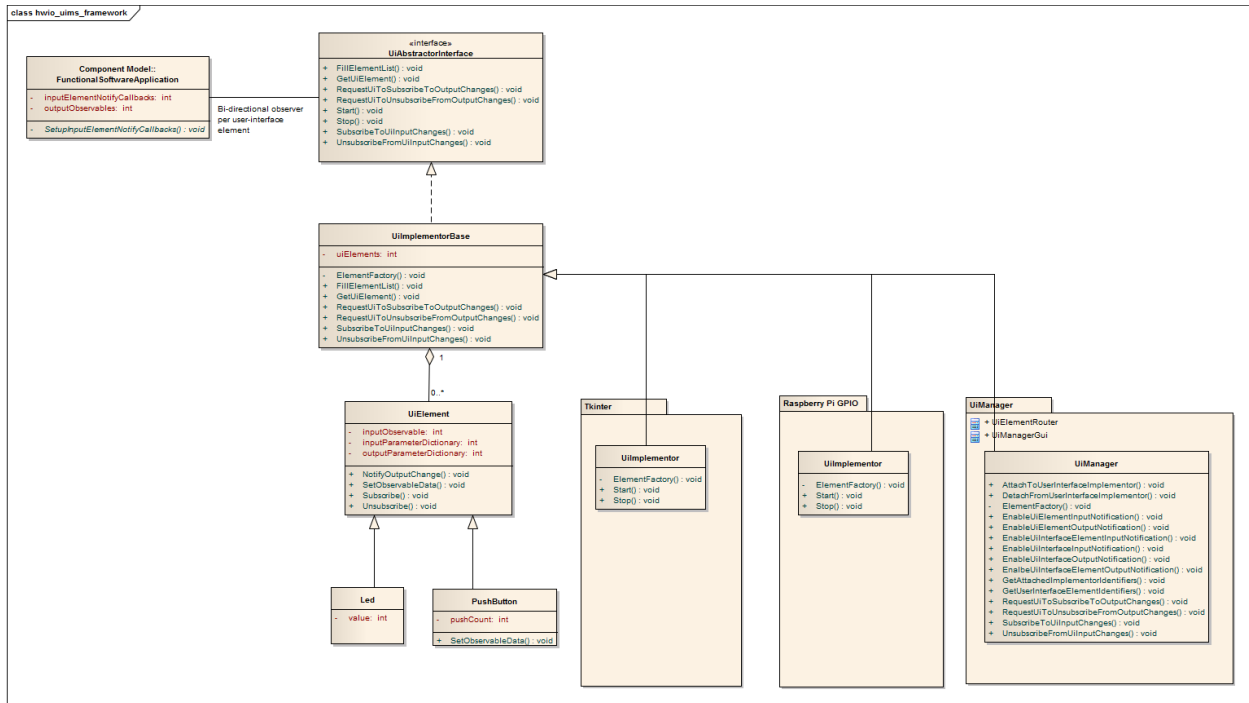 class hwio_uims_framework
«interface»
UiAbstractorInterface
+ FillElementList() : void
+ GetUiElement() : void
+ RequestUiToSubscribeToOutputChanges() : void
+ RequestUiToUnsubscribeFromOutputChanges() : void
+ Start() : void
+ Stop() : void
+ SubscribeToUiInputChanges() : void
+ UnsubscribeFromUiInputChanges() : void
Component Model::
FunctionalSoftwareApplication
- inputElementNotifyCallbacks: int
- outputObservables: int
- SetupInputElementNotifyCallbacks() : void
Bi-directional observer
per user-interface
element
UiImplementorBase
- uiElements: int
- ElementFactory() : void
+ FillElementList() : void
+ GetUiElement() : void
+ RequestUiToSubscribeToOutputChanges() : void
+ RequestUiToUnsubscribeFromOutputChanges() : void
+ SubscribeToUiInputChanges() : void
+ UnsubscribeFromUiInputChanges() : void
1
0..*
UiElement
- inputObservable: int
- inputParameterDictionary: int
- outputParameterDictionary: int
+ NotifyOutputChange() : void
+ SetObservableData() : void
+ Subscribe() : void
+ Unsubscribe() : void
Led
- value: int
PushButton
- pushCount: int
+ SetObservableData() : void
Tkinter
UiImplementor
- ElementFactory() : void
+ Start() : void
+ Stop() : void
Raspberry Pi GPIO
UiImplementor
- ElementFactory() : void
+ Start() : void
+ Stop() : void
UiManager
+ UiElementRouter
+ UiManagerGui
UiManager
+ AttachToUserInterfaceImplementor() : void
+ DetachFromUserInterfaceImplementor() : void
- ElementFactory() : void
+ EnableUiElementInputNotification() : void
+ EnableUiElementOutputNotification() : void
+ EnableUiInterfaceElementInputNotification() : void
+ EnableUiInterfaceInputNotification() : void
+ EnableUiInterfaceOutputNotification() : void
+ EnalbeUiInterfaceElementOutputNotification() : void
+ GetAttachedImplementorIdentifiers() : void
+ GetUserInterfaceElementIdentifiers() : void
+ RequestUiToSubscribeToOutputChanges() : void
+ RequestUiToUnsubscribeFromOutputChanges() : void
+ SubscribeToUiInputChanges() : void
+ UnsubscribeFromUiInputChanges() : void